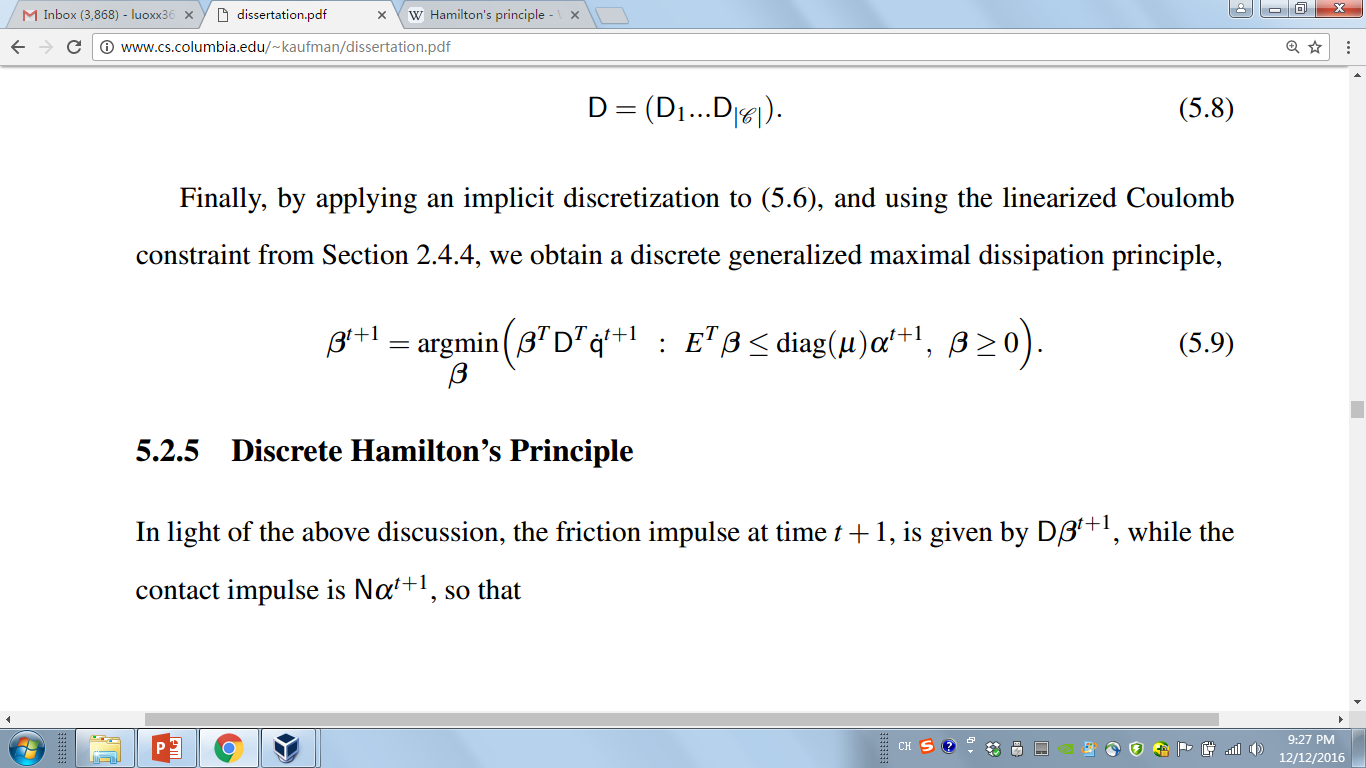 Inbox (3,868) - luoxx36
dissertation.pdf
Hamilton's principle -
www.cs.columbia.edu/~kaufman/dissertation.pdf
D = (D₁...D_{|𝒞|}). (5.8)
Finally, by applying an implicit discretization to (5.6), and using the linearized Coulomb
constraint from Section 2.4.4, we obtain a discrete generalized maximal dissipation principle,
β^{t+1} = argmin_β (β^T D^T q̇^{t+1} : E^T β ≤ diag(μ)α^{t+1}, β ≥ 0). (5.9)
5.2.5 Discrete Hamilton's Principle
In light of the above discussion, the friction impulse at time t + 1, is given by Dβ^{t+1}, while the
contact impulse is Nα^{t+1}, so that
CH
9:27 PM
12/12/2016